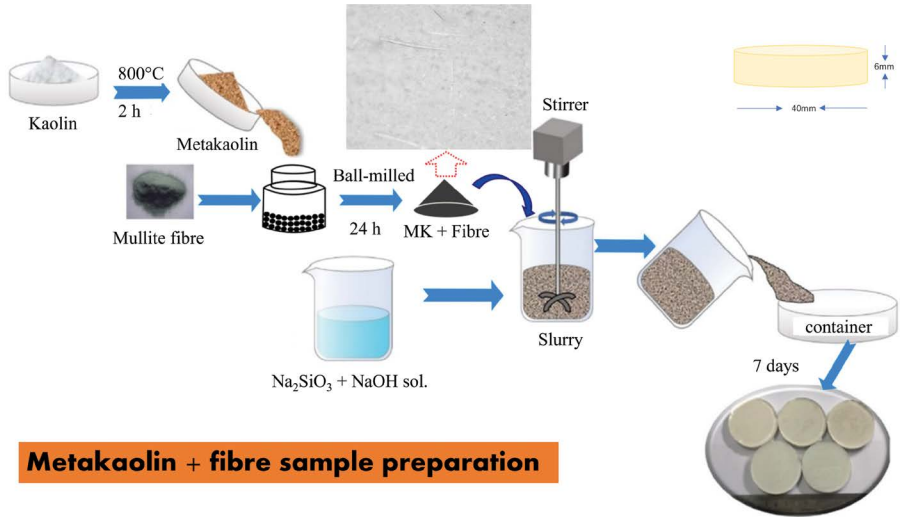 800°C
2 h
Kaolin
Metakaolin
Mullite fibre
Ball-milled
24 h
MK + Fibre
Stirrer
6mm
40mm
Na₂SiO₃ + NaOH sol.
Slurry
container
7 days
Metakaolin + fibre sample preparation